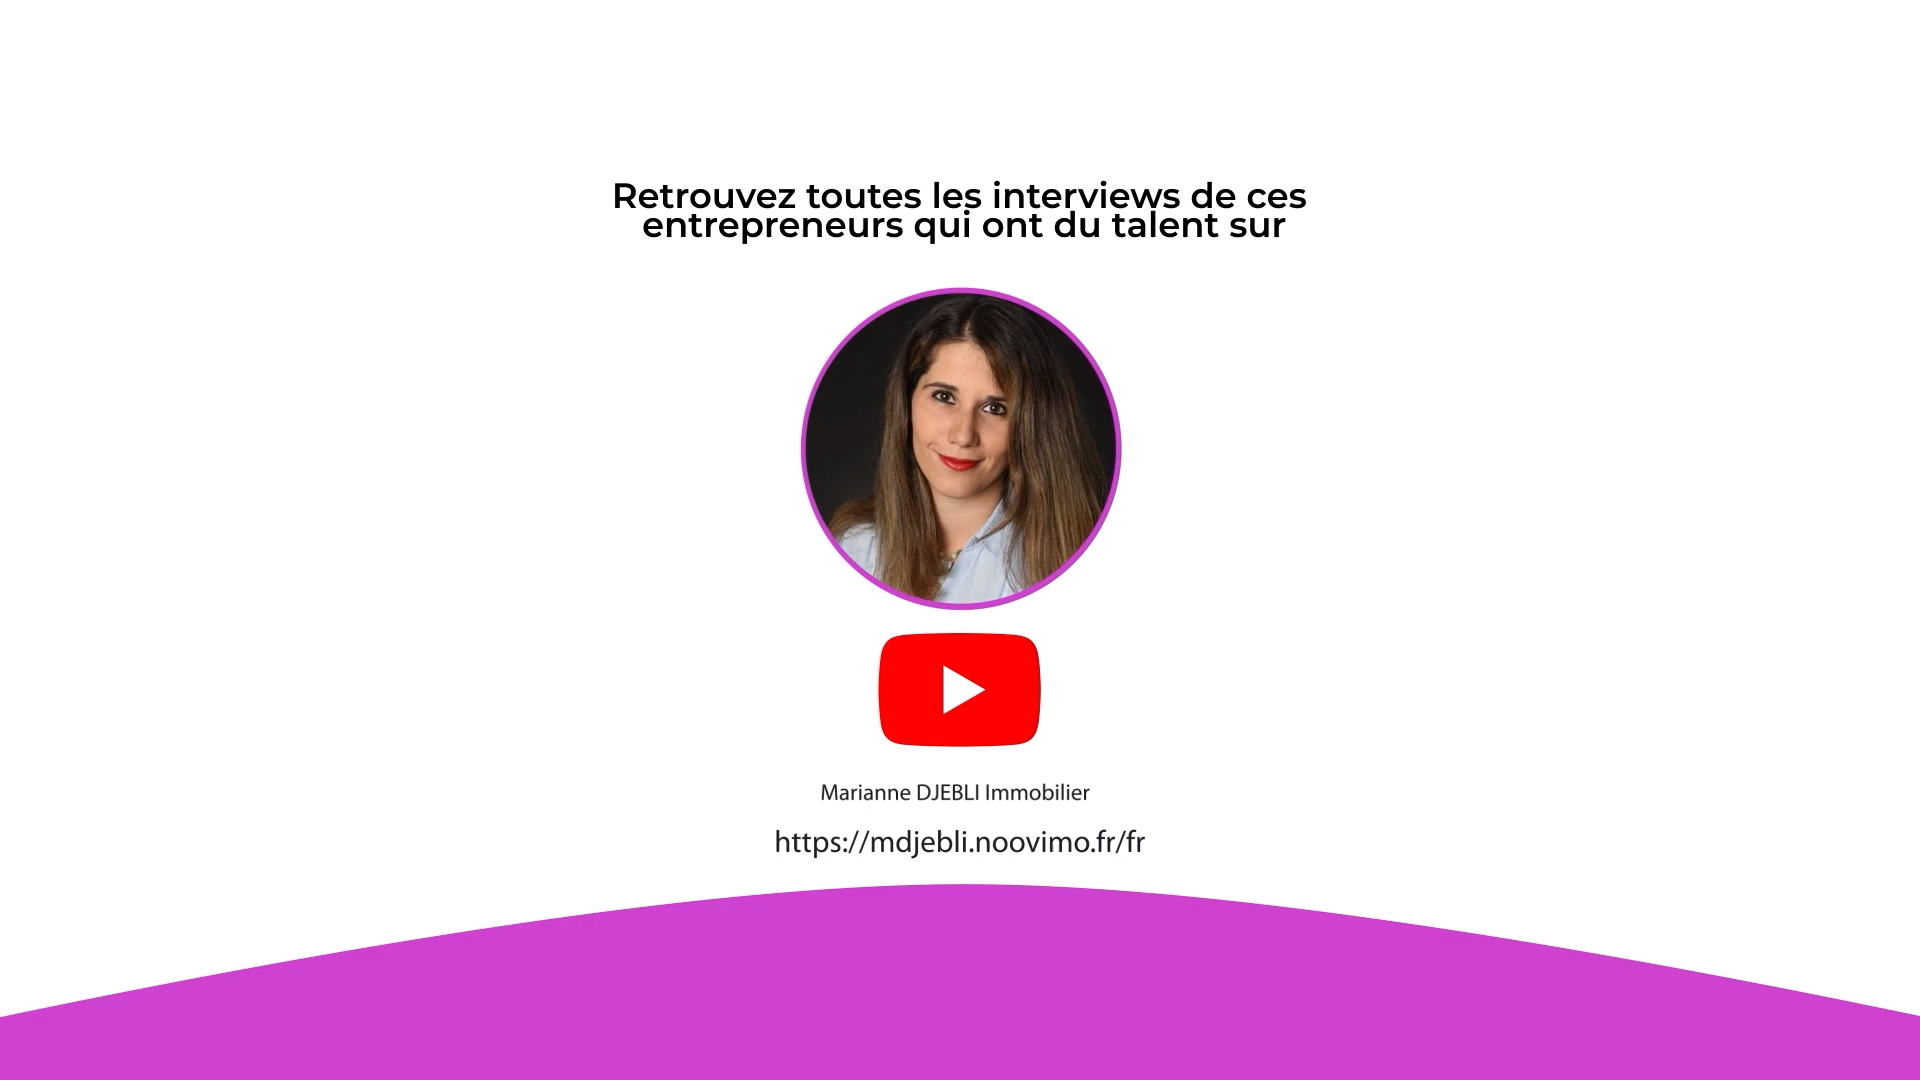 Retrouvez toutes les interviews de ces
entrepreneurs qui ont du talent sur
Marianne DJEBLI Immobilier
https://mdjebli.noovimo.fr/fr